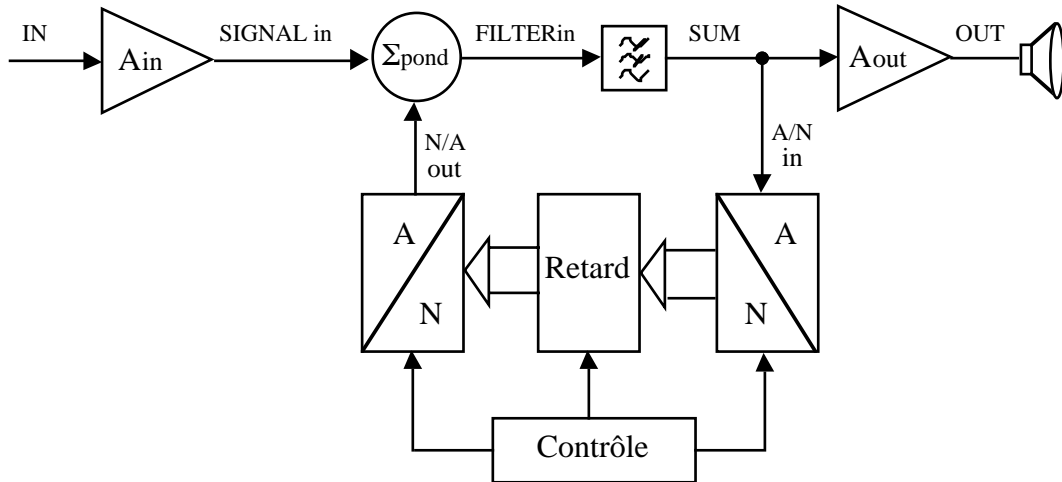 IN
Ain
SIGNAL in
Σpond
FILTERin
SUM
Aout
OUT
N/A
out
A/N
in
A
N
Retard
A
N
Contrôle